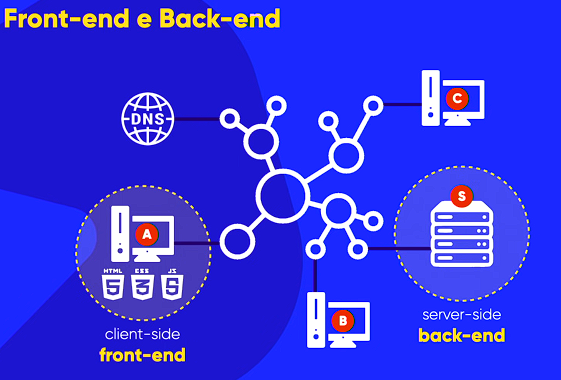 Front-end e Back-end
DNS
C
A
S
HTML
CSS
JS
5
3
5
B
client-side
front-end
server-side
back-end